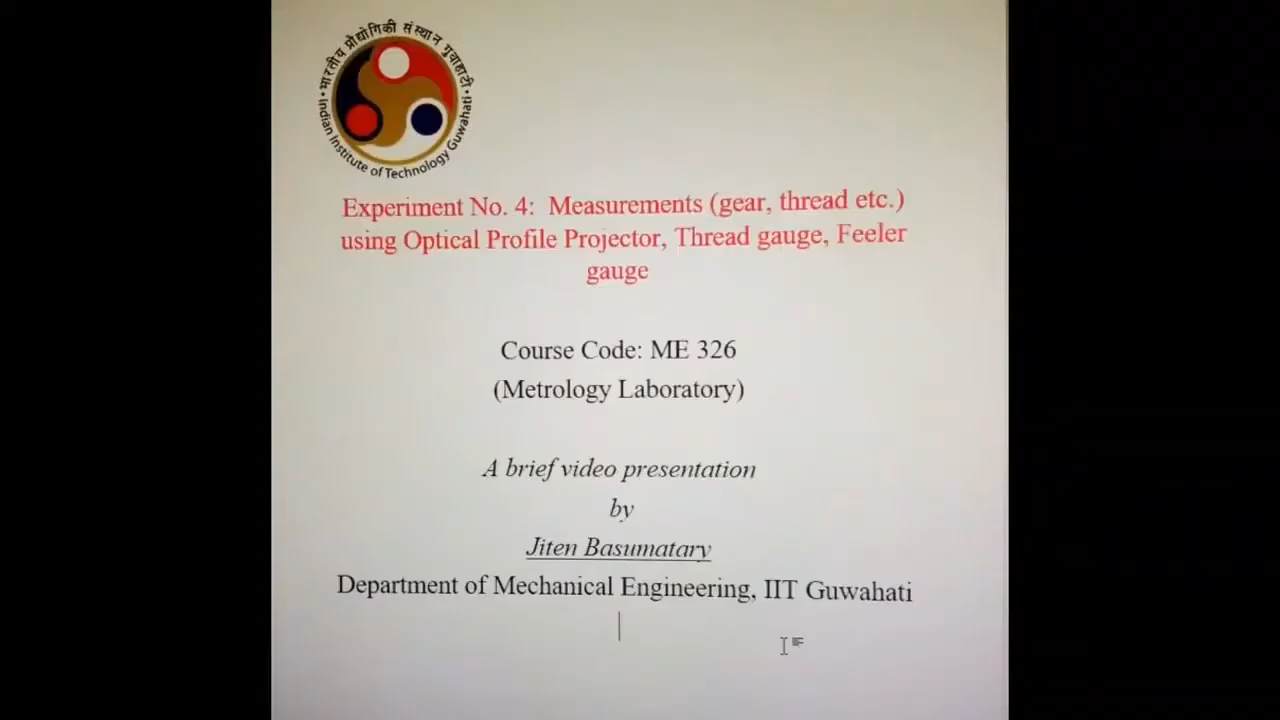 भारतीय प्रौद्योगिकी संस्थान गुवाहाटी
Indian Institute of Technology Guwahati
Experiment No. 4: Measurements (gear, thread etc.)
using Optical Profile Projector, Thread gauge, Feeler
gauge
Course Code: ME 326
(Metrology Laboratory)
A brief video presentation
by
Jiten Basumatary
Department of Mechanical Engineering, IIT Guwahati